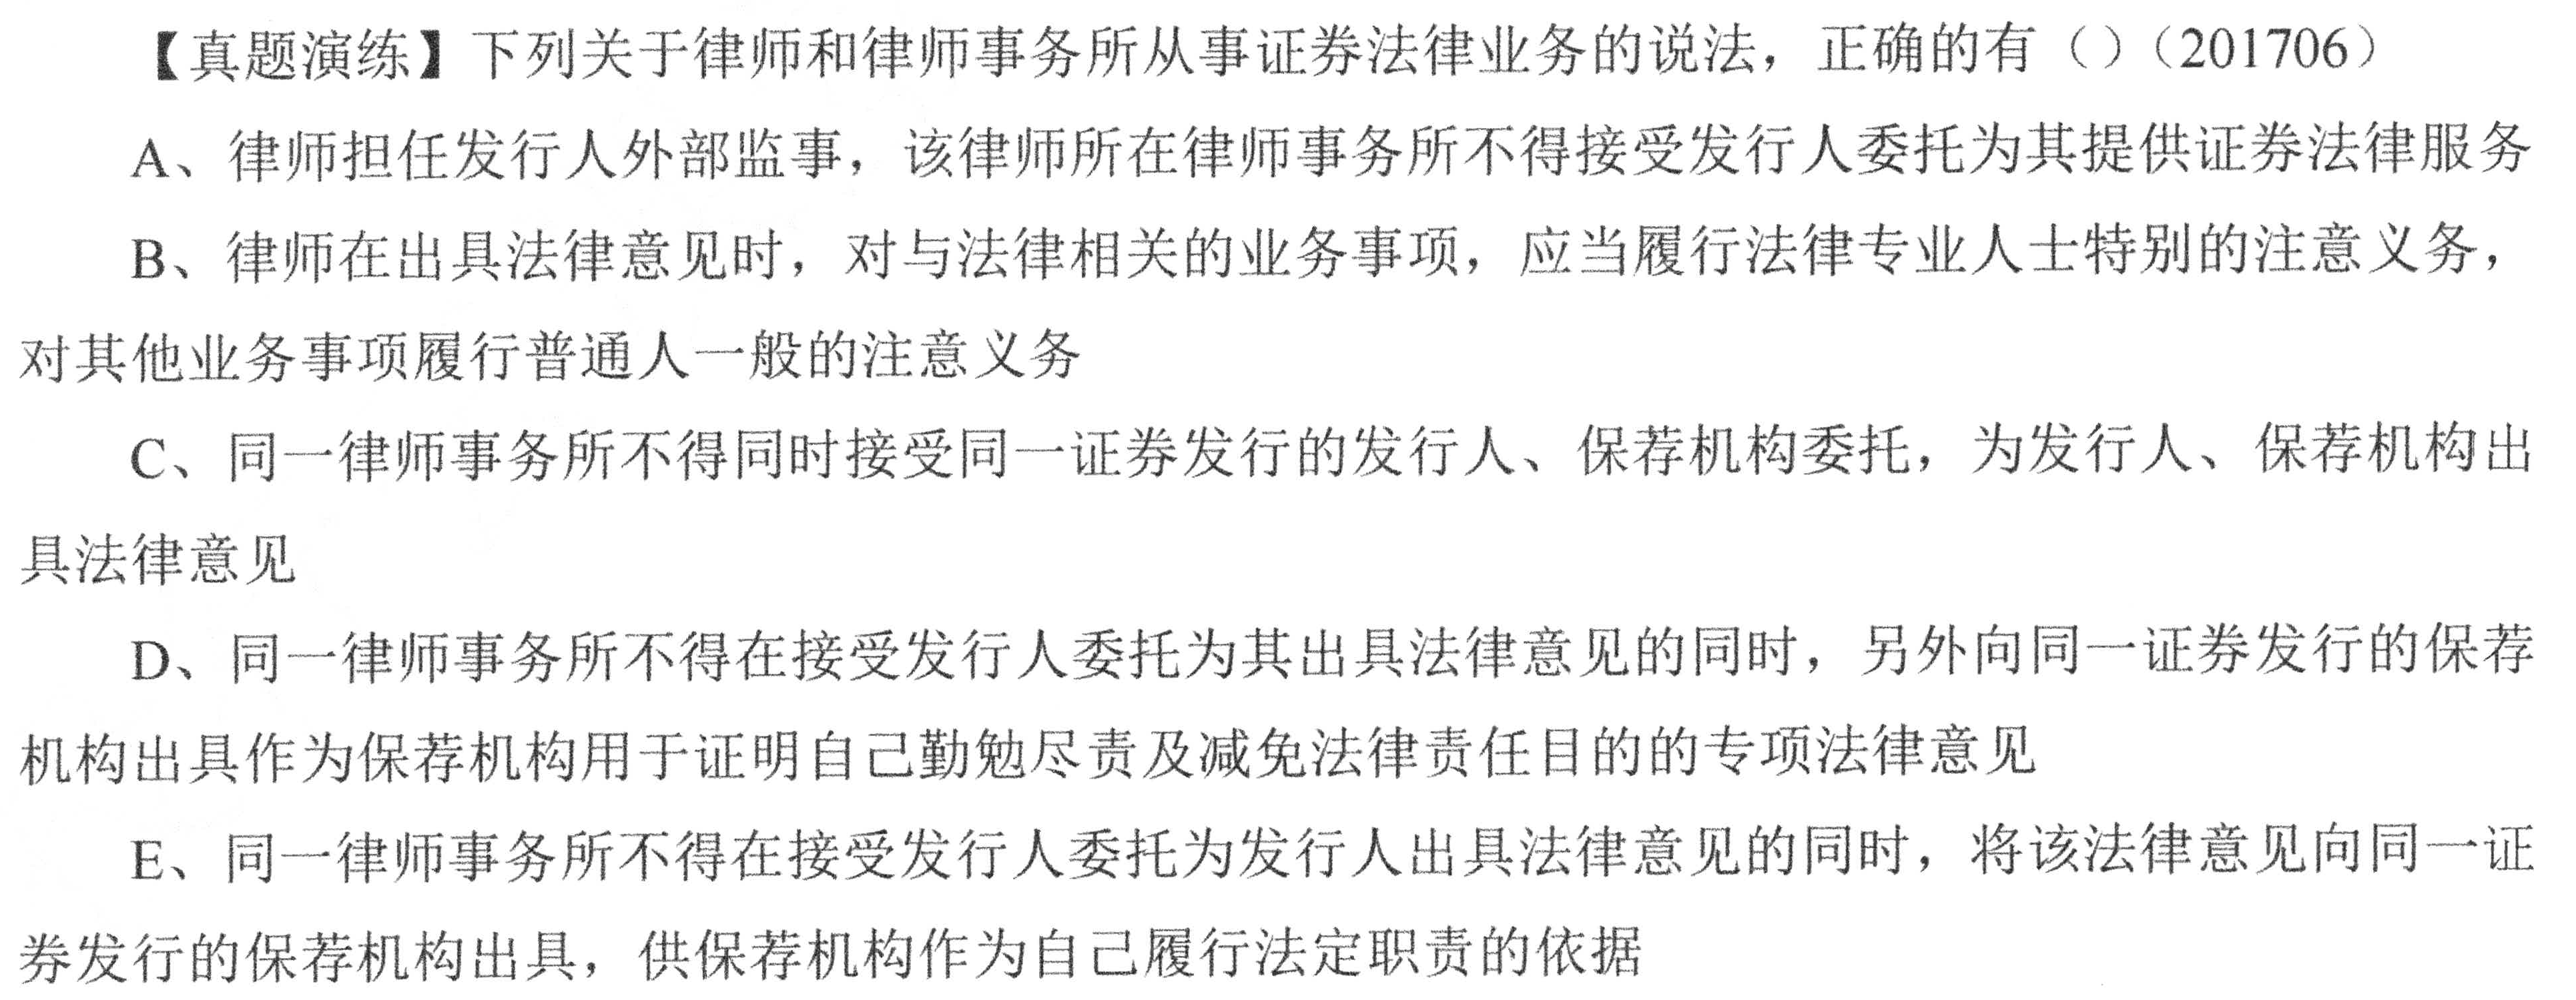 【真题演练】下列关于律师和律师事务所从事证券法律业务的说法，正确的有（）（201706）
A、律师担任发行人外部监事，该律师所在律师事务所不得接受发行人委托为其提供证券法律服务
B、律师在出具法律意见时，对与法律相关的业务事项，应当履行法律专业人士特别的注意义务，
对其他业务事项履行普通人一般的注意义务
C、同一律师事务所不得同时接受同一证券发行的发行人、保荐机构委托，为发行人、保荐机构出
具法律意见
D、同一律师事务所不得在接受发行人委托为其出具法律意见的同时，另外向同一证券发行的保荐
机构出具作为保荐机构用于证明自己勤勉尽责及减免法律责任目的的专项法律意见
E、同一律师事务所不得在接受发行人委托为发行人出具法律意见的同时，将该法律意见向同一证
券发行的保荐机构出具，供保荐机构作为自己履行法定职责的依据